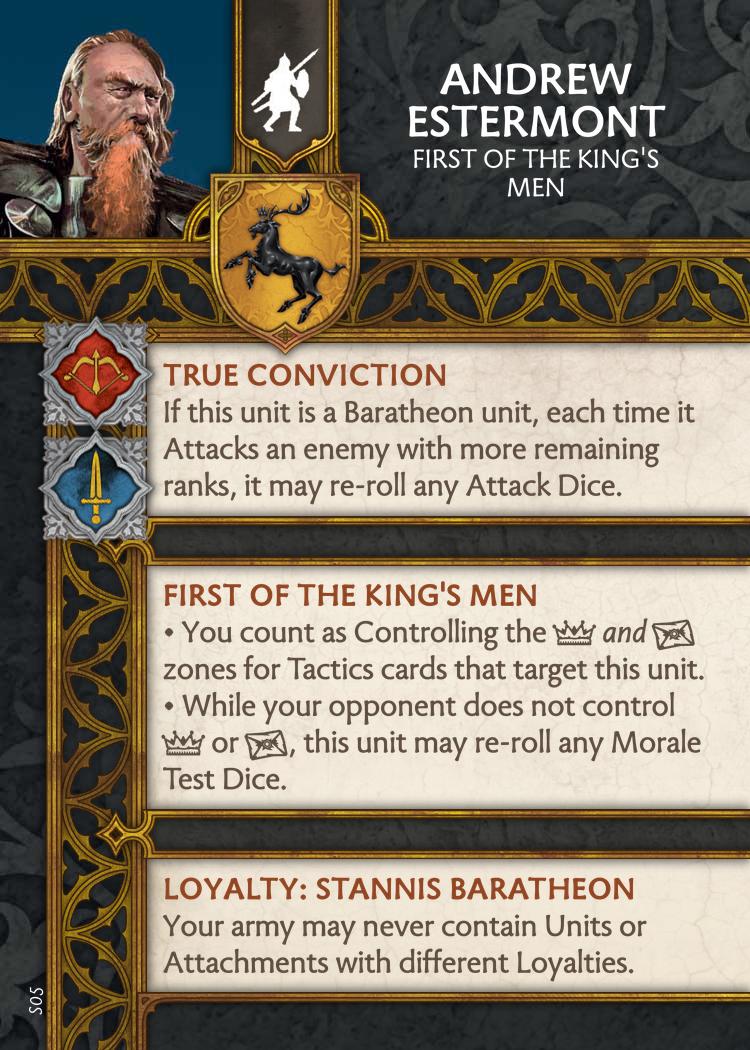 ANDREW
ESTERMONT
FIRST OF THE KING'S
MEN
TRUE CONVICTION
If this unit is a Baratheon unit, each time it
Attacks an enemy with more remaining
ranks, it may re-roll any Attack Dice.
FIRST OF THE KING'S MEN
• You count as Controlling the and
zones for Tactics cards that target this unit.
• While your opponent does not control
or , this unit may re-roll any Morale
Test Dice.
LOYALTY: STANNIS BARATHEON
Your army may never contain Units or
Attachments with different Loyalties.
S05